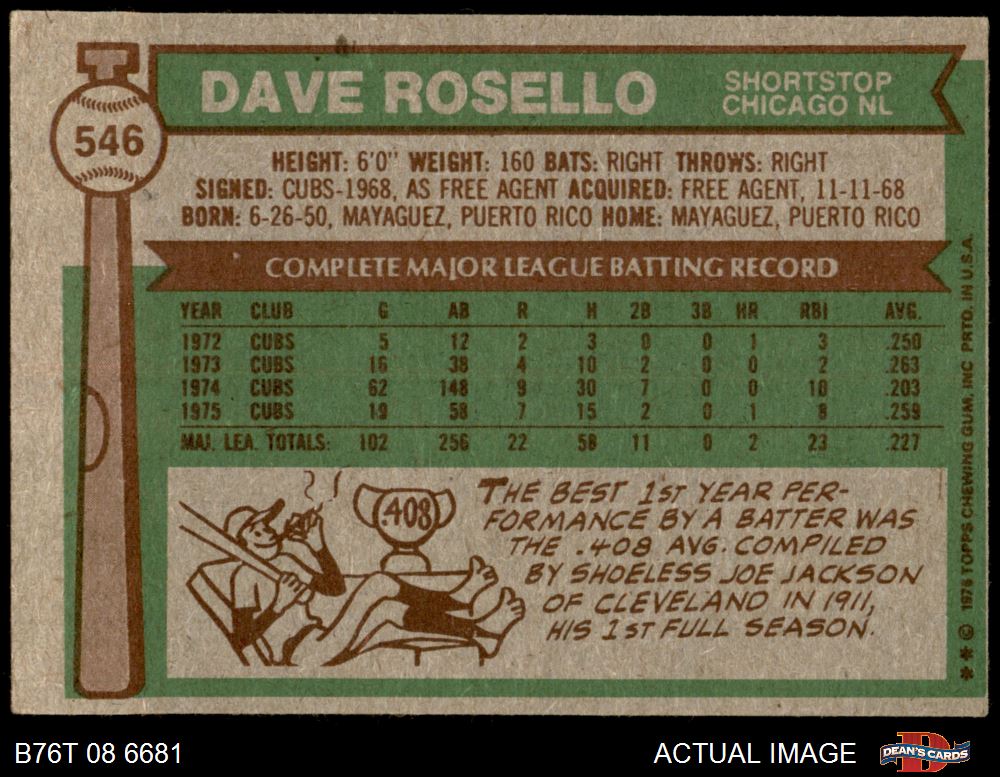 DAVE ROSELLO
SHORTSTOP
CHICAGO NL
546
HEIGHT: 6'0" WEIGHT: 160 BATS: RIGHT THROWS: RIGHT
SIGNED: CUBS-1968, AS FREE AGENT ACQUIRED: FREE AGENT, 11-11-68
BORN: 6-26-50, MAYAGUEZ, PUERTO RICO HOME: MAYAGUEZ, PUERTO RICO
COMPLETE MAJOR LEAGUE BATTING RECORD
YEAR CLUB G AB R H 2B 3B HR RBI AVG.
1972 CUBS 5 12 2 3 0 0 1 3 .250
1973 CUBS 16 38 4 10 2 0 0 2 .263
1974 CUBS 62 148 9 30 7 0 0 10 .203
1975 CUBS 19 58 7 15 2 0 1 8 .259
MAJ. LEA. TOTALS: 102 256 22 58 11 0 2 23 .227
.408
THE BEST 1ST YEAR PER-
FORMANCE BY A BATTER WAS
THE .408 AVG. COMPILED
BY SHOELESS JOE JACKSON
OF CLEVELAND IN 1911,
HIS 1ST FULL SEASON.
** © 1976 TOPPS CHEWING GUM, INC PRTD. IN U.S.A.
B76T 08 6681
ACTUAL IMAGE
DEAN'S CARDS